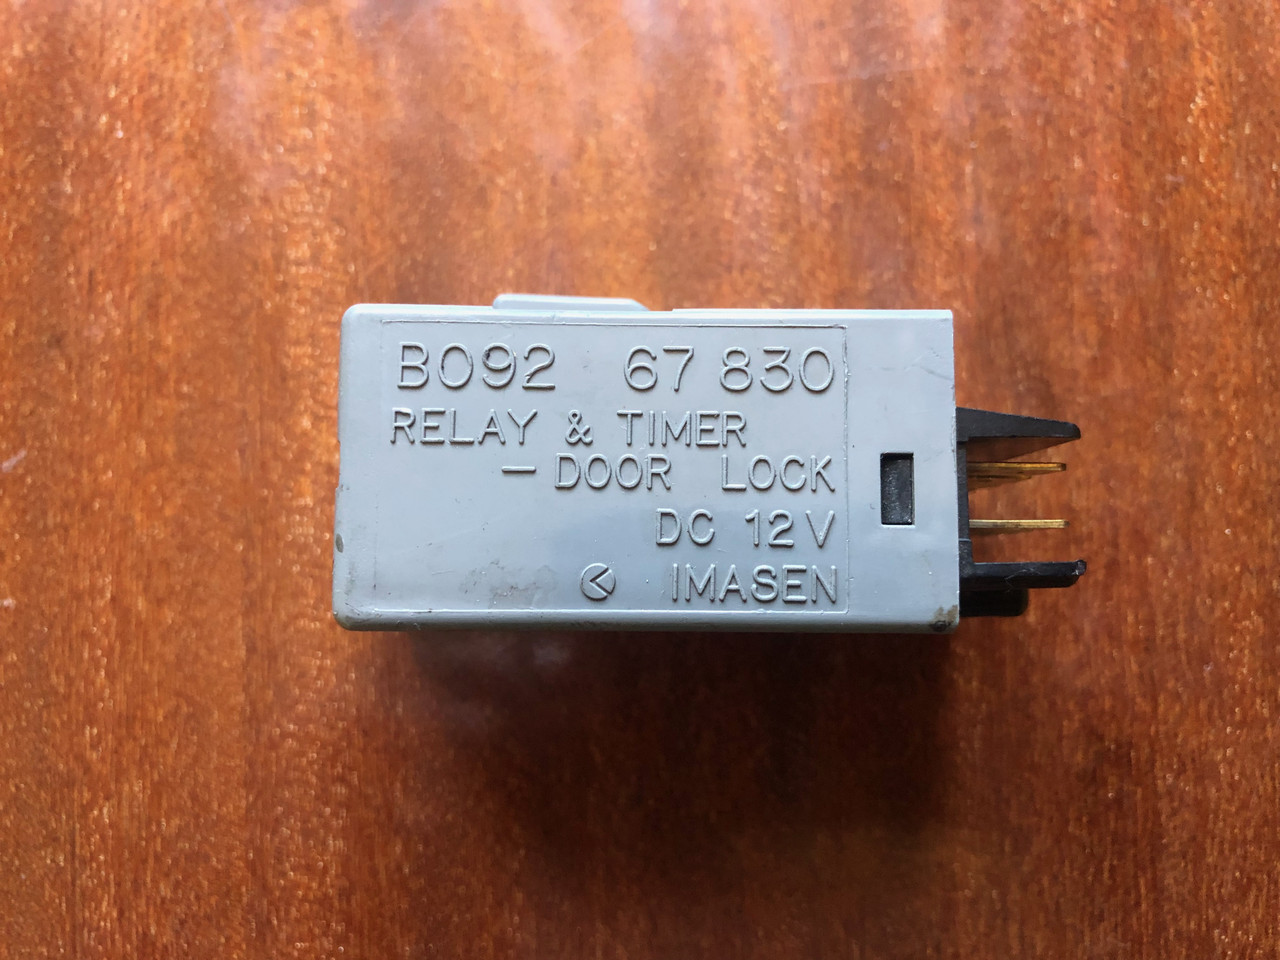 B092 67 830
RELAY & TIMER
– DOOR LOCK
DC 12V
IMASEN